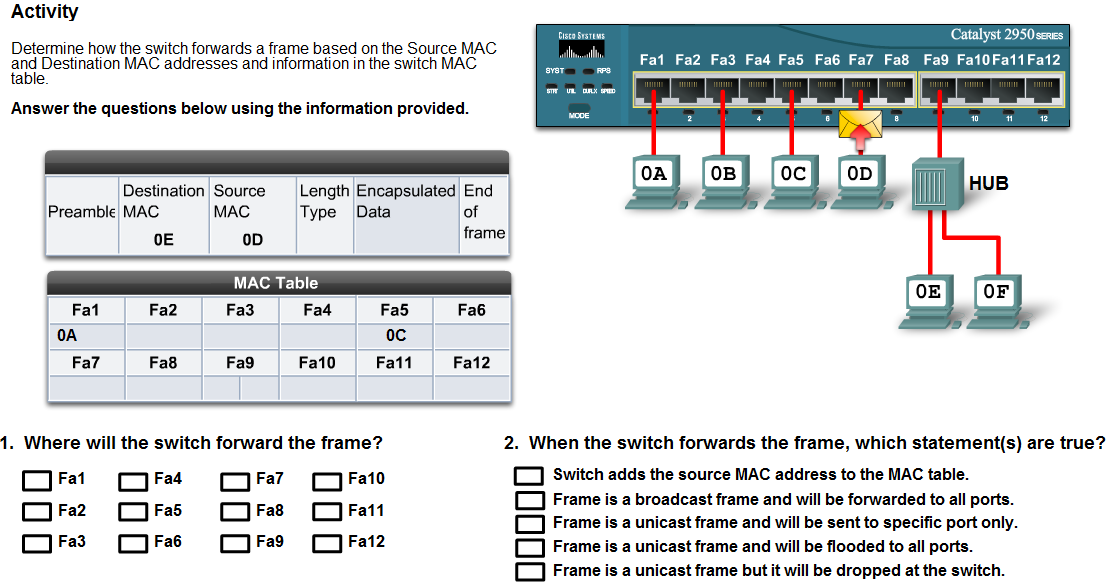 Activity
Determine how the switch forwards a frame based on the Source MAC
and Destination MAC addresses and information in the switch MAC
table.
Answer the questions below using the information provided.
Preamble
Destination
MAC
0E
Source
MAC
0D
Length
Type
Encapsulated
Data
End
of
frame
MAC Table
Fa1 Fa2 Fa3 Fa4 Fa5 Fa6
0A 0C
Fa7 Fa8 Fa9 Fa10 Fa11 Fa12
CISCO SYSTEMS
Catalyst 2950 SERIES
Fa1 Fa2 Fa3 Fa4 Fa5 Fa6 Fa7 Fa8 Fa9 Fa10 Fa11 Fa12
SYST RPS
STAT UTIL DUPLX SPEED
MODE
2 4 6 8 10 11 12
0A 0B 0C 0D
HUB
0E 0F
1. Where will the switch forward the frame?
Fa1 Fa4 Fa7 Fa10
Fa2 Fa5 Fa8 Fa11
Fa3 Fa6 Fa9 Fa12
2. When the switch forwards the frame, which statement(s) are true?
Switch adds the source MAC address to the MAC table.
Frame is a broadcast frame and will be forwarded to all ports.
Frame is a unicast frame and will be sent to specific port only.
Frame is a unicast frame and will be flooded to all ports.
Frame is a unicast frame but it will be dropped at the switch.